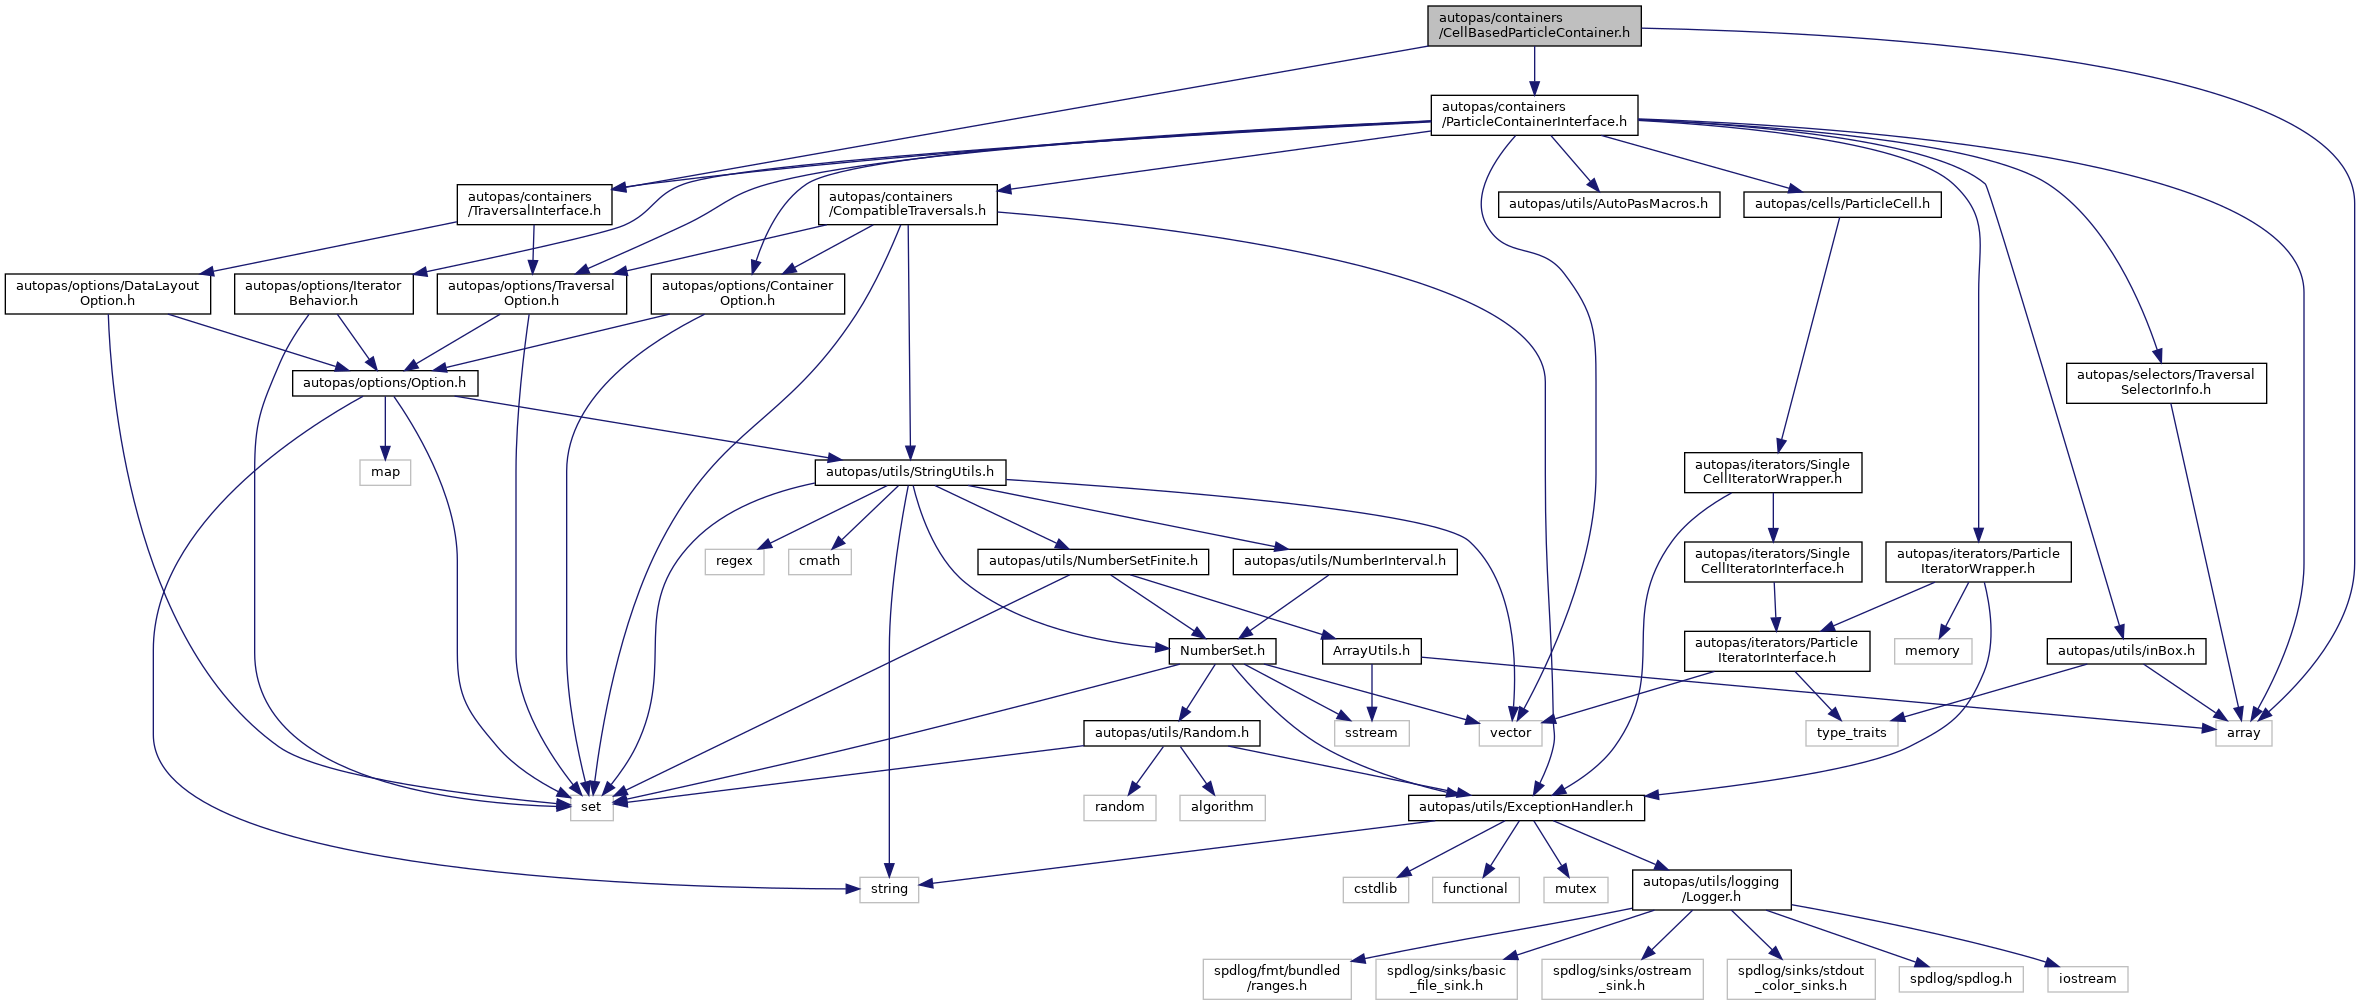 autopas/containers
/CellBasedParticleContainer.h
autopas/containers
/ParticleContainerInterface.h
autopas/containers
/TraversalInterface.h
autopas/containers
/CompatibleTraversals.h
autopas/utils/AutoPasMacros.h
autopas/cells/ParticleCell.h
autopas/options/DataLayout
Option.h
autopas/options/Iterator
Behavior.h
autopas/options/Traversal
Option.h
autopas/options/Container
Option.h
autopas/options/Option.h
autopas/selectors/Traversal
SelectorInfo.h
map
autopas/utils/StringUtils.h
autopas/iterators/Single
CellIteratorWrapper.h
regex
cmath
autopas/utils/NumberSetFinite.h
autopas/utils/NumberInterval.h
autopas/iterators/Single
CellIteratorInterface.h
autopas/iterators/Particle
IteratorWrapper.h
NumberSet.h
ArrayUtils.h
autopas/iterators/Particle
IteratorInterface.h
memory
autopas/utils/inBox.h
autopas/utils/Random.h
sstream
vector
type_traits
array
set
random
algorithm
autopas/utils/ExceptionHandler.h
string
cstdlib
functional
mutex
autopas/utils/logging
/Logger.h
spdlog/fmt/bundled
/ranges.h
spdlog/sinks/basic
_file_sink.h
spdlog/sinks/ostream
_sink.h
spdlog/sinks/stdout
_color_sinks.h
spdlog/spdlog.h
iostream